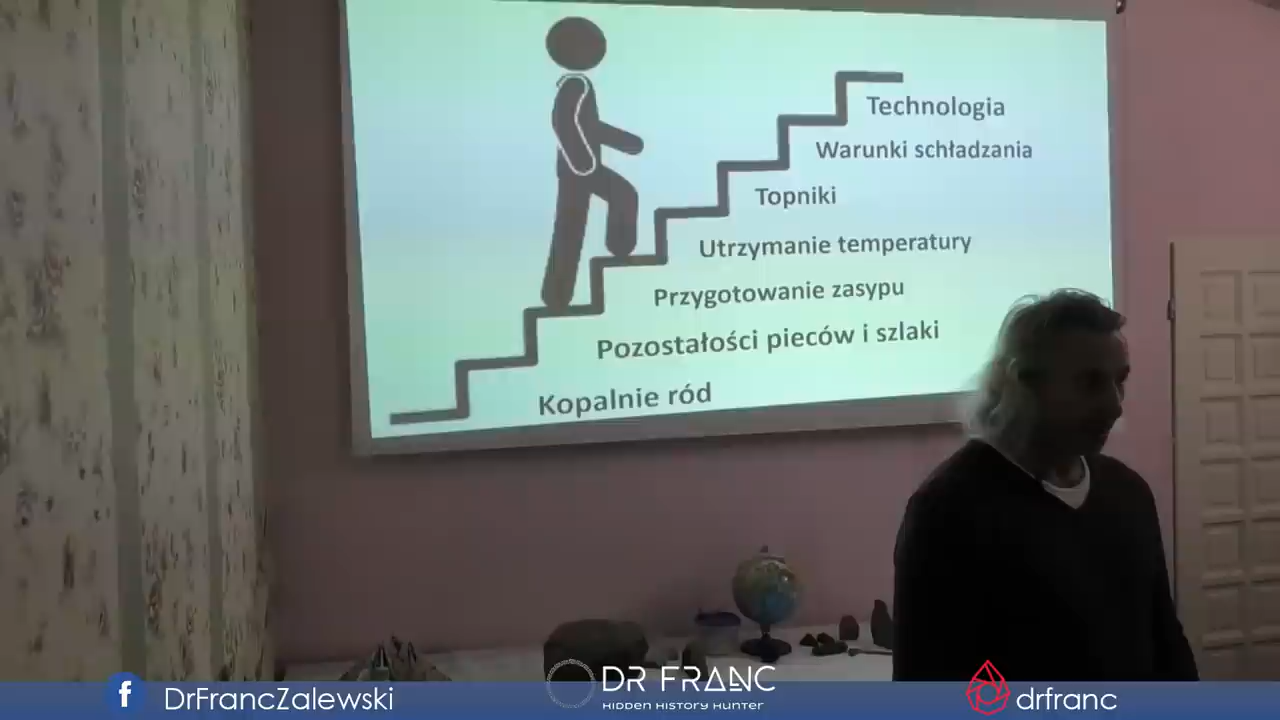 Technologia
Warunki schładzania
Topniki
Utrzymanie temperatury
Przygotowanie zasypu
Pozostałości pieców i szlaki
Kopalnie ród
f DrFrancZalewski
DR FRANC
HIDDEN HISTORY HUNTER
drfranc